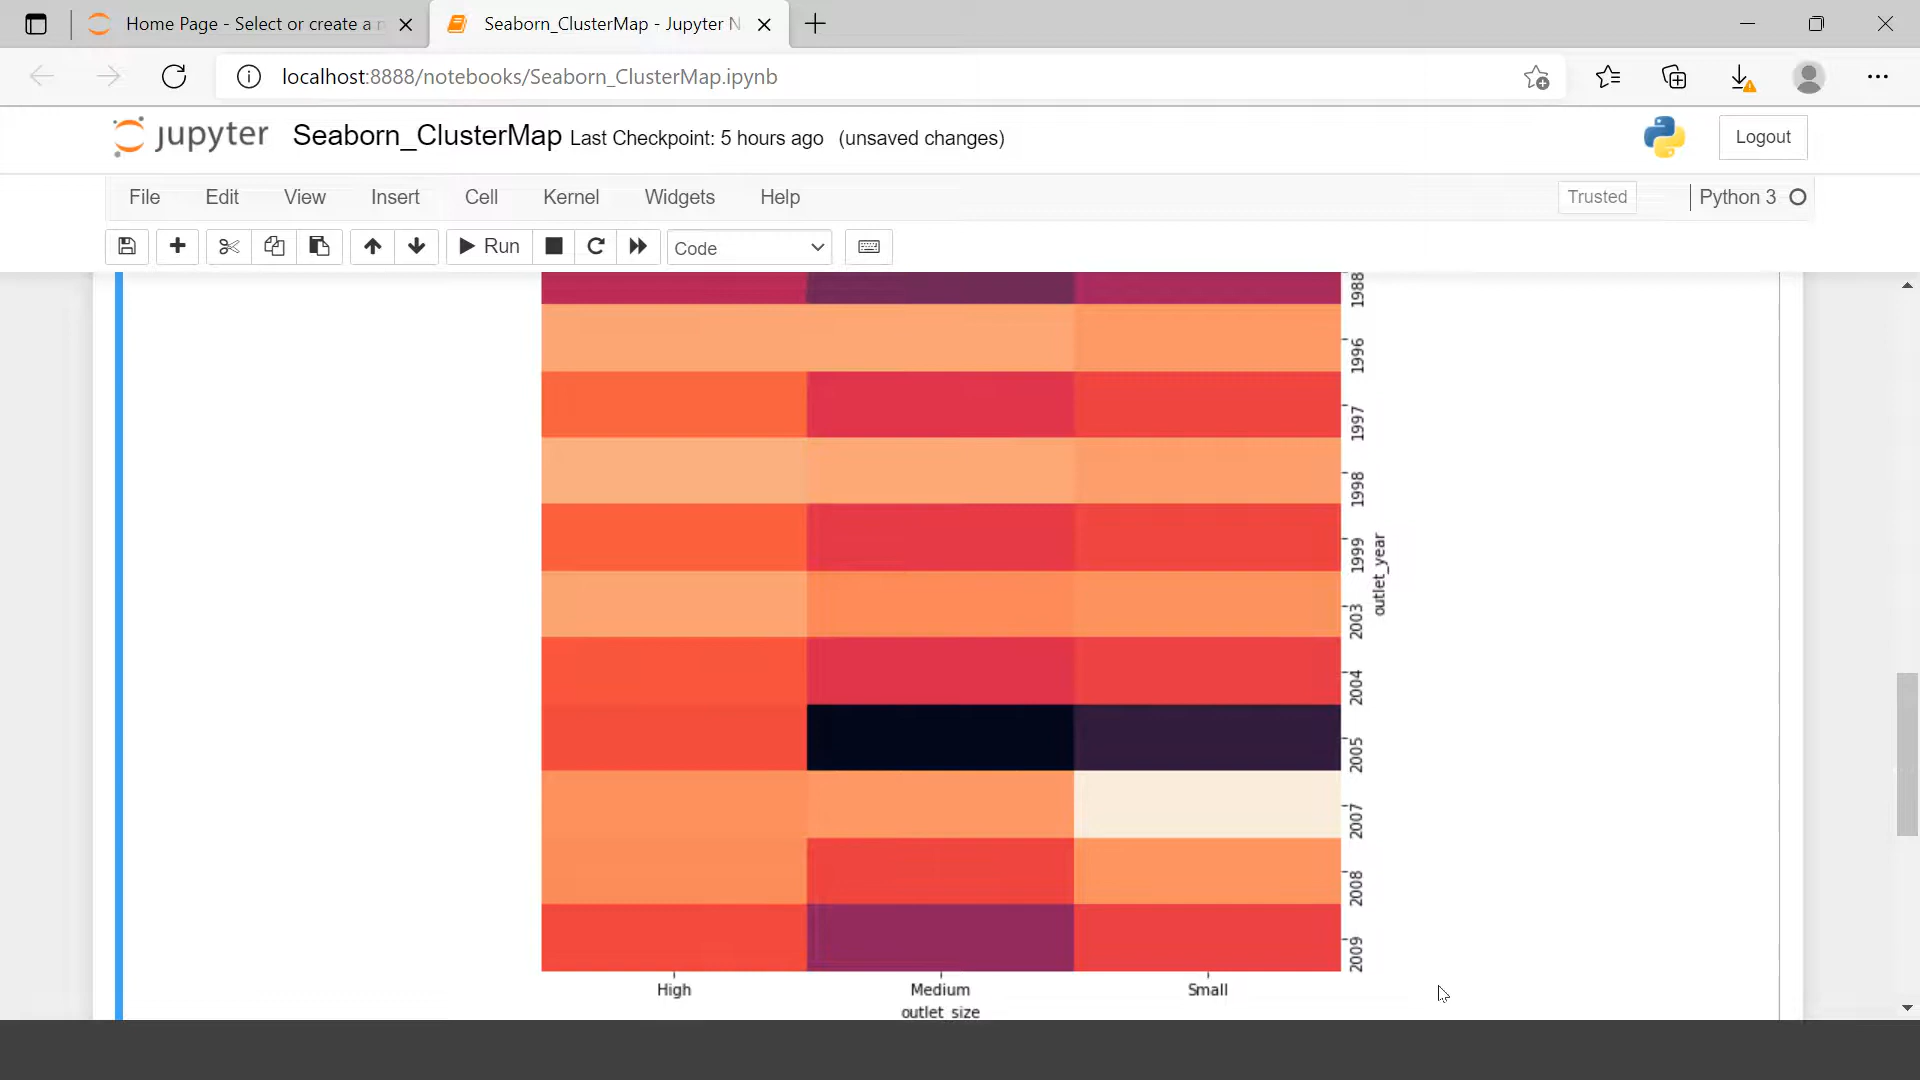 Home Page - Select or create a n
Seaborn_ClusterMap - Jupyter N
localhost:8888/notebooks/Seaborn_ClusterMap.ipynb
jupyter Seaborn_ClusterMap Last Checkpoint: 5 hours ago (unsaved changes)
Logout
File Edit View Insert Cell Kernel Widgets Help
Trusted
Python 3
Run
Code
1988
1996
1997
1998
1999
2003
2004
2005
2007
2008
2009
outlet_year
High Medium Small
outlet_size